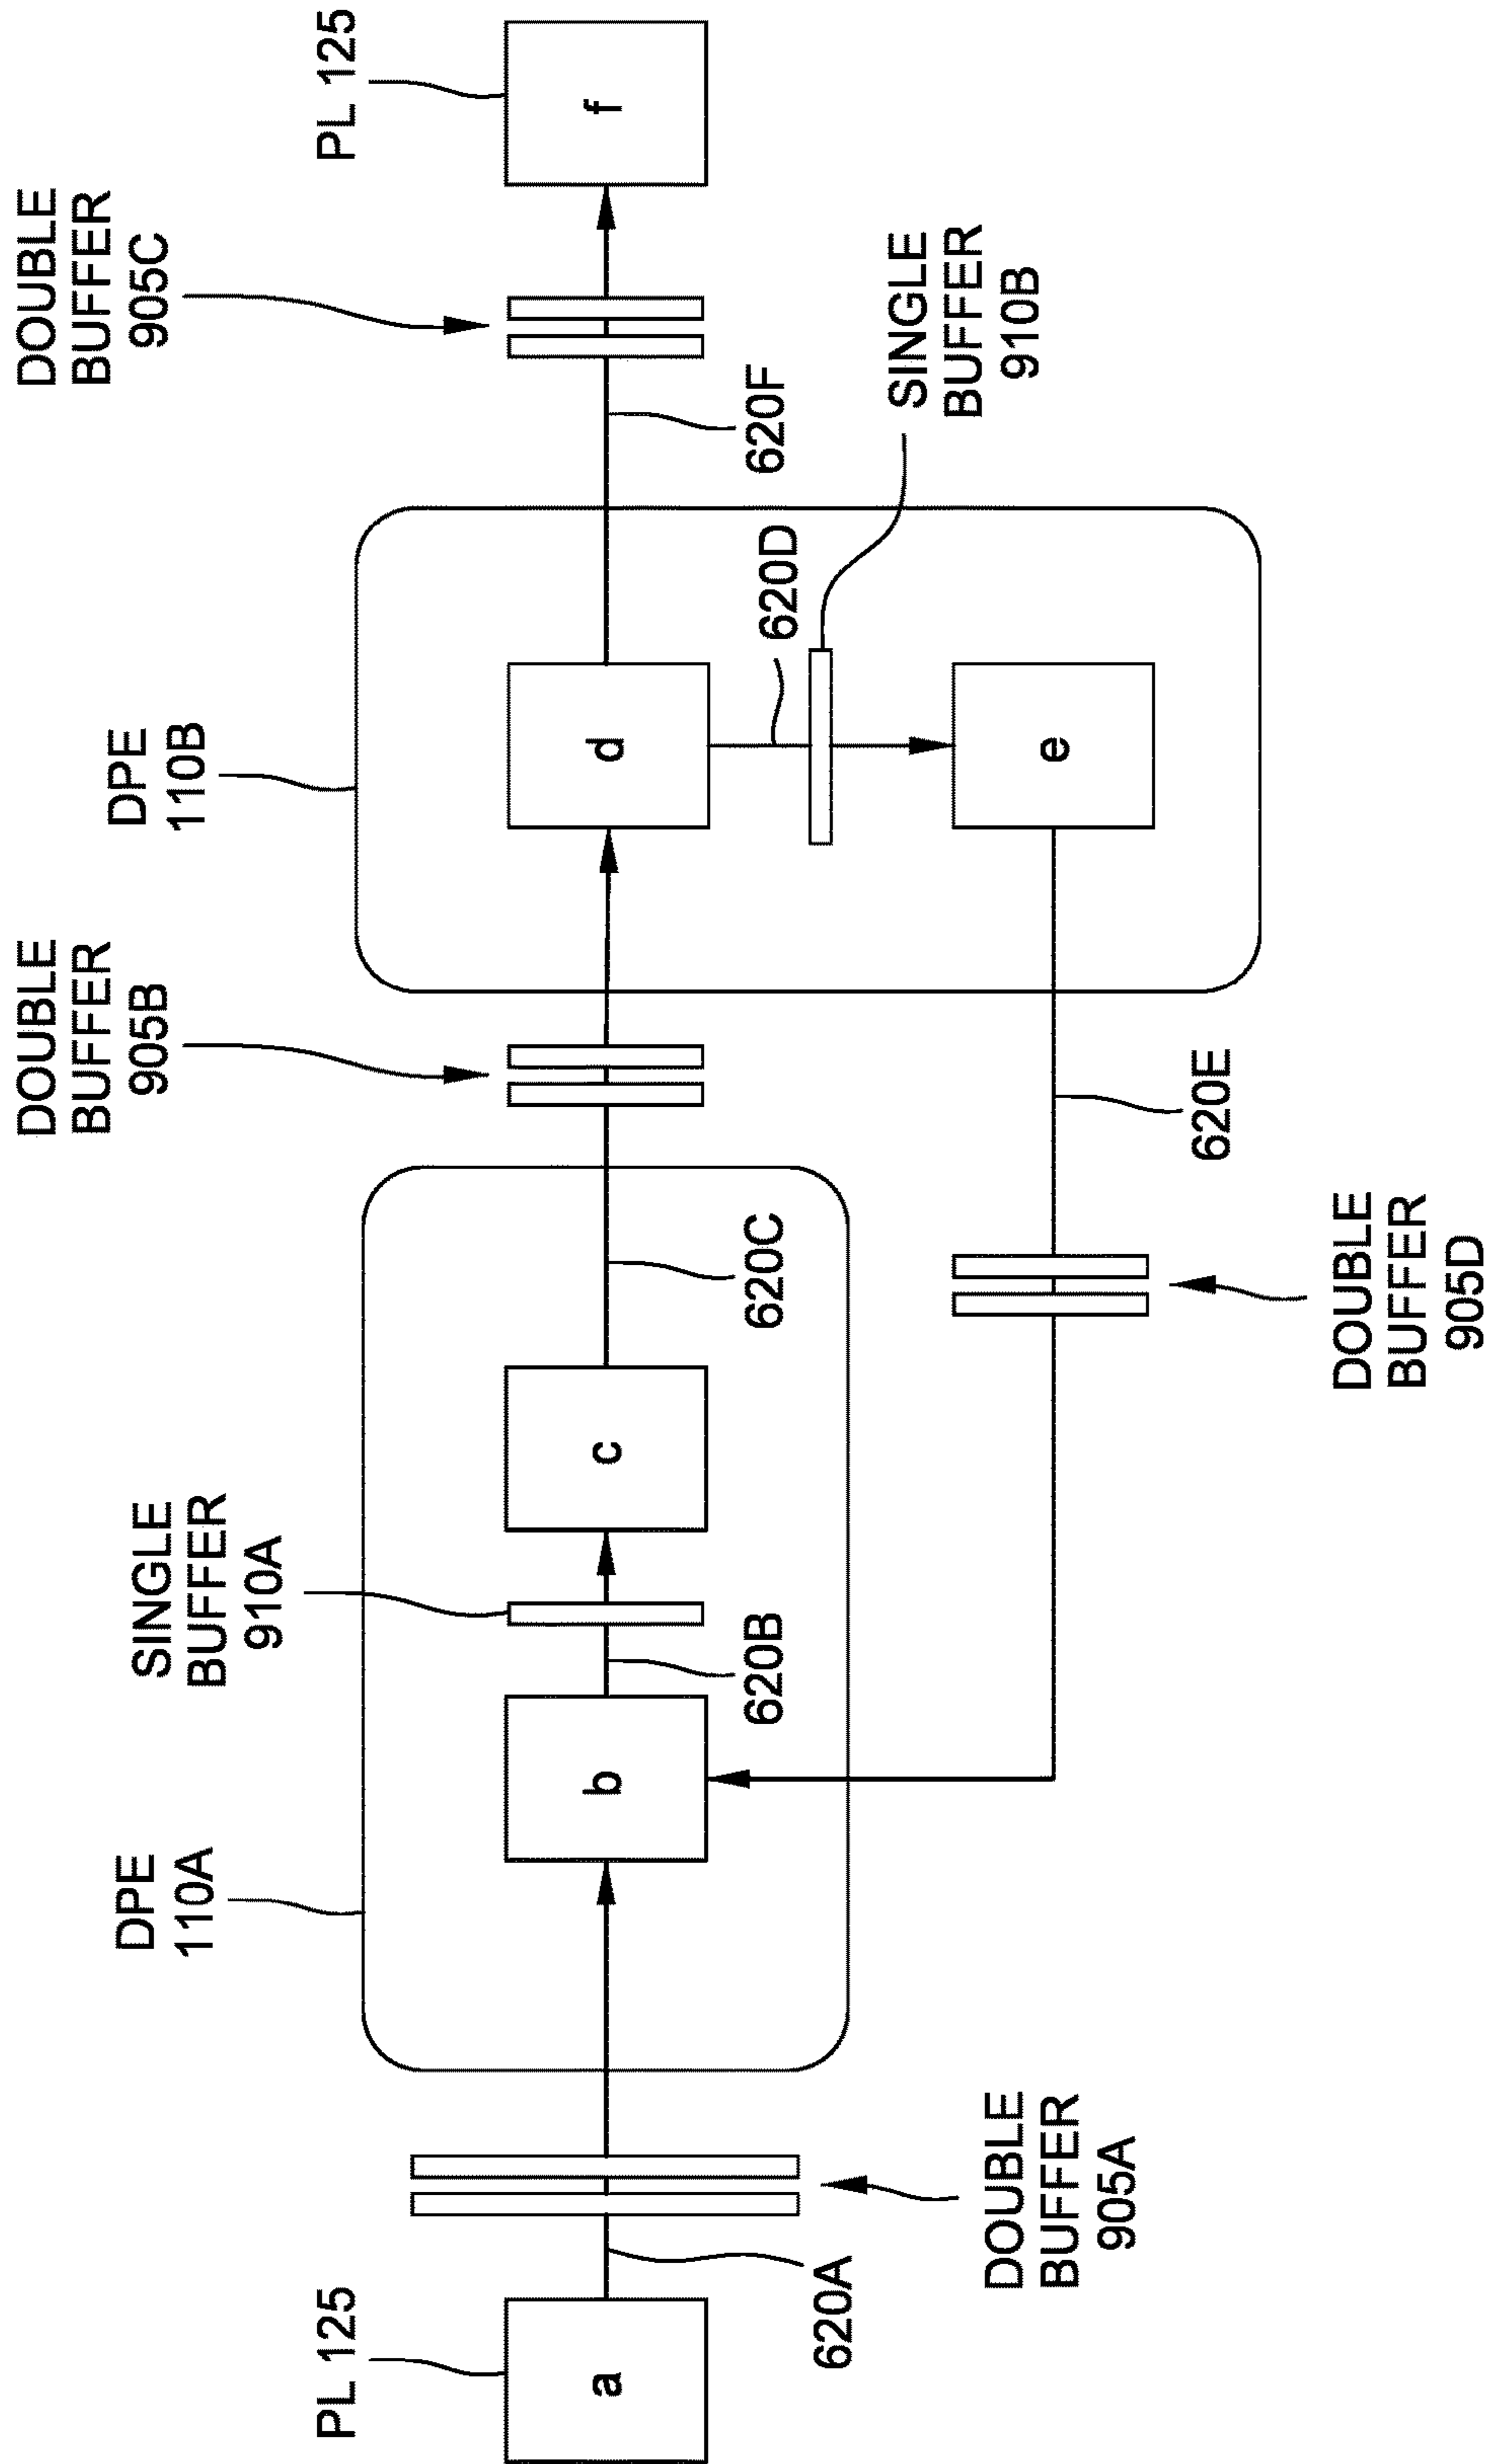 PL 125
a
620A
DOUBLE
BUFFER
905A
DPE
110A
b
620B
SINGLE
BUFFER
910A
c
620C
DOUBLE
BUFFER
905B
DOUBLE
BUFFER
905D
620E
DPE
110B
d
620D
e
SINGLE
BUFFER
910B
620F
DOUBLE
BUFFER
905C
PL 125
f